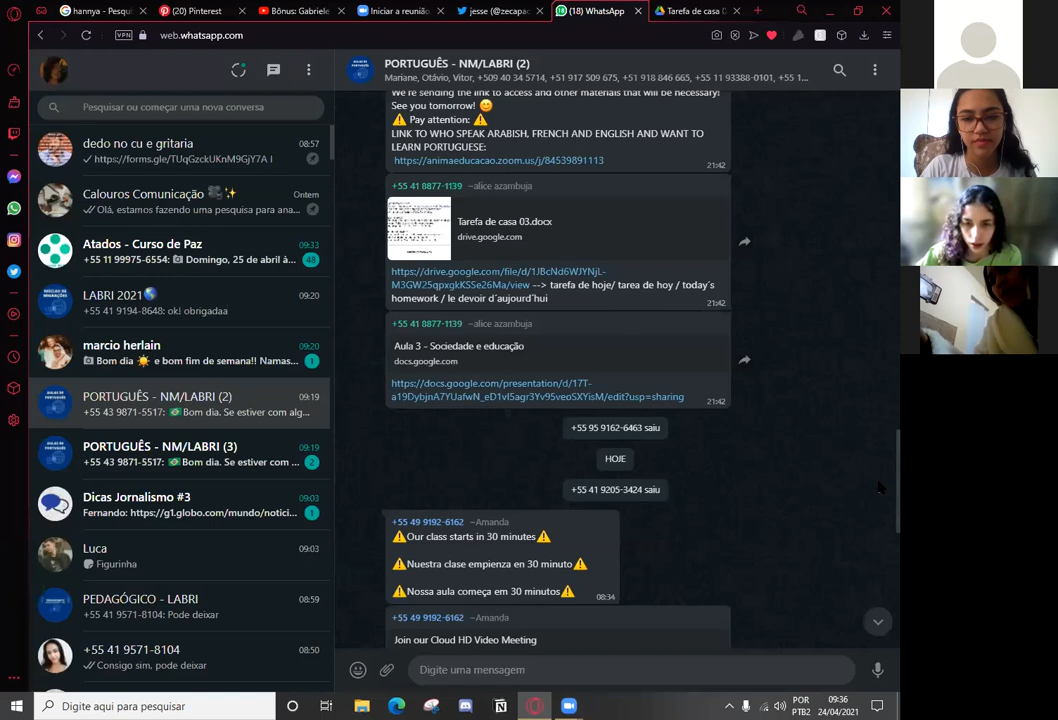 hannya - Pesqu
(20) Pinterest
Bônus: Gabriele
Iniciar a reunião
jesse (@zecapac
(18) WhatsApp
Tarefa de casa 0
VPN
web.whatsapp.com
Pesquisar ou começar uma nova conversa
dedo no cu e gritaria
08:57
https://forms.gle/TUqGzckUKnM9GjY7A I
Calouros Comunicação
Ontem
Olá, estamos fazendo uma pesquisa para ana...
Atados - Curso de Paz
09:33
+55 11 99975-6554: Domingo, 25 de abril à...
48
LABRI 2021
09:20
+55 41 9194-8648: ok! obrigadaa
marcio herlain
09:20
Bom dia e bom fim de semana!! Namas...
1
PORTUGUÊS - NM/LABRI (2)
09:19
+55 43 9871-5517: Bom dia. Se estiver com alg...
PORTUGUÊS - NM/LABRI (3)
09:19
+55 43 9871-5517: Bom dia. Se estiver com ...
2
Dicas Jornalismo #3
09:03
Fernando: https://g1.globo.com/mundo/notici...
1
Luca
09:03
Figurinha
PEDAGÓGICO - LABRI
08:59
+55 41 9571-8104: Pode deixar
+55 41 9571-8104
08:50
Consigo sim, pode deixar
PORTUGUÊS - NM/LABRI (2)
Mariane, Otávio, Vitor, +509 40 34 5714, +51 917 509 675, +51 918 846 665, +55 11 93388-0101, +55 1...
We're sending the link to access and other materials that will be necessary!
See you tomorrow! 😊
⚠️ Pay attention: ⚠️
LINK TO WHO SPEAK ARABISH, FRENCH AND ENGLISH AND WANT TO
LEARN PORTUGUESE:
https://animaeducacao.zoom.us/j/84539891113
21:42
+55 41 8877-1139 ~alice azambuja
Tarefa de casa 03.docx
drive.google.com
https://drive.google.com/file/d/1JBcNd6WJYNjL-
M3GW25qpxgkKSSe26Ma/view --> tarefa de hoje/ tarea de hoy / today´s
homework / le devoir d´aujourd´hui
21:42
+55 41 8877-1139 ~alice azambuja
Aula 3 - Sociedade e educação
docs.google.com
https://docs.google.com/presentation/d/17T-
a19DybjnA7YUafwN_eD1vI5agr3Yv95veoSXYisM/edit?usp=sharing
21:42
+55 95 9162-6463 saiu
HOJE
+55 41 9205-3424 saiu
+55 49 9192-6162 ~Amanda
⚠️Our class starts in 30 minutes⚠️
⚠️Nuestra clase empienza en 30 minuto⚠️
⚠️Nossa aula começa em 30 minutos⚠️
08:34
+55 49 9192-6162 ~Amanda
Join our Cloud HD Video Meeting
Digite uma mensagem
Digite aqui para pesquisar
POR
PTB2
09:36
24/04/2021